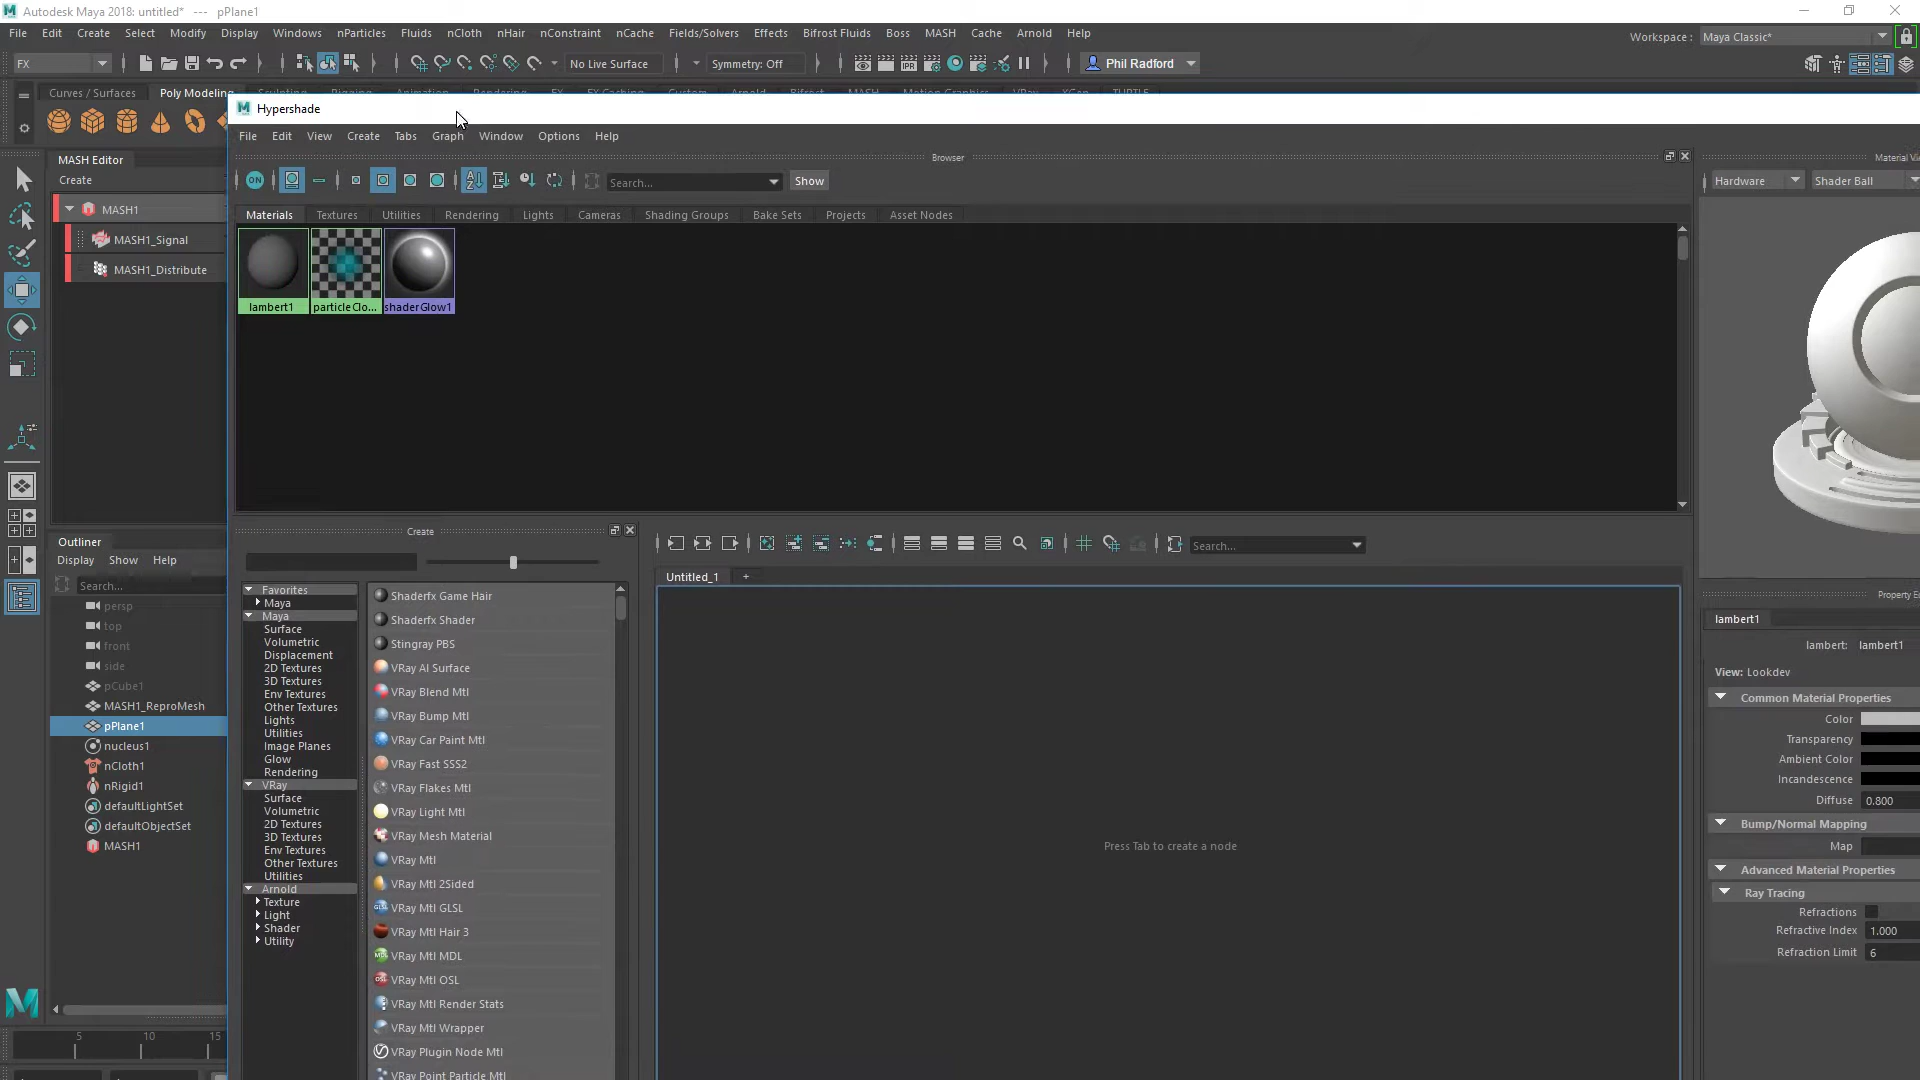 Autodesk Maya 2018: untitled* --- pPlane1
File Edit Create Select Modify Display Windows nParticles Fluids nCloth nHair nConstraint nCache Fields/Solvers Effects Bifrost Fluids Boss MASH Cache Arnold Help
Workspace : Maya Classic*
FX No Live Surface Symmetry: Off Phil Radford
Curves / Surfaces Poly Modeling
Hypershade
File Edit View Create Tabs Graph Window Options Help
MASH Editor
Create
MASH1
MASH1_Signal
MASH1_Distribute
Browser
Search... Show
Materials Textures Utilities Rendering Lights Cameras Shading Groups Bake Sets Projects Asset Nodes
lambert1 particleClo... shaderGlow1
Hardware Shader Ball
Outliner
Display Show Help
Search...
persp
top
front
side
pCube1
MASH1_ReproMesh
pPlane1
nucleus1
nCloth1
nRigid1
defaultLightSet
defaultObjectSet
MASH1
5 10 15
Create
Favorites
Maya
Maya
Surface
Volumetric
Displacement
2D Textures
3D Textures
Env Textures
Other Textures
Lights
Utilities
Image Planes
Glow
Rendering
VRay
Surface
Volumetric
2D Textures
3D Textures
Env Textures
Other Textures
Utilities
Arnold
Texture
Light
Shader
Utility
Shaderfx Game Hair
Shaderfx Shader
Stingray PBS
VRay Al Surface
VRay Blend Mtl
VRay Bump Mtl
VRay Car Paint Mtl
VRay Fast SSS2
VRay Flakes Mtl
VRay Light Mtl
VRay Mesh Material
VRay Mtl
VRay Mtl 2Sided
VRay Mtl GLSL
VRay Mtl Hair 3
VRay Mtl MDL
VRay Mtl OSL
VRay Mtl Render Stats
VRay Mtl Wrapper
VRay Plugin Node Mtl
VRay Point Particle Mtl
Search...
Untitled_1 +
Press Tab to create a node
lambert1
lambert: lambert1
View: Lookdev
Common Material Properties
Color
Transparency
Ambient Color
Incandescence
Diffuse 0.800
Bump/Normal Mapping
Map
Advanced Material Properties
Ray Tracing
Refractions
Refractive Index 1.000
Refraction Limit 6